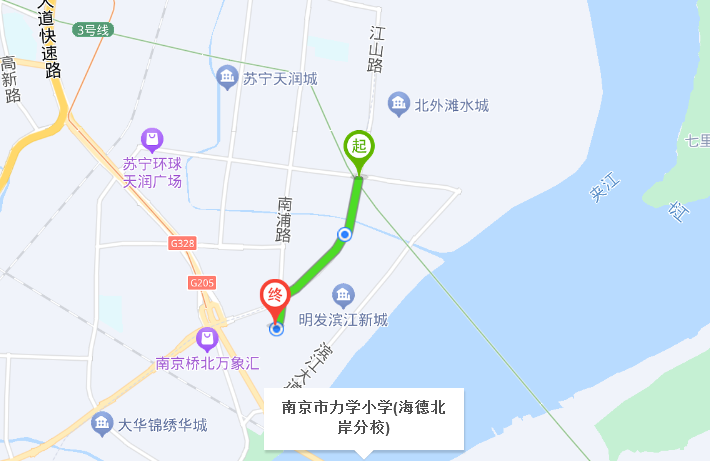 大道快速路
3号线
高新路
江山路
苏宁天润城
北外滩水城
苏宁环球
天润广场
起
七里
夹江
江
南浦路
G328
G205
终
明发滨江新城
南京桥北万象汇
滨江大道
南京市力学小学(海德北
岸分校)
大华锦绣华城